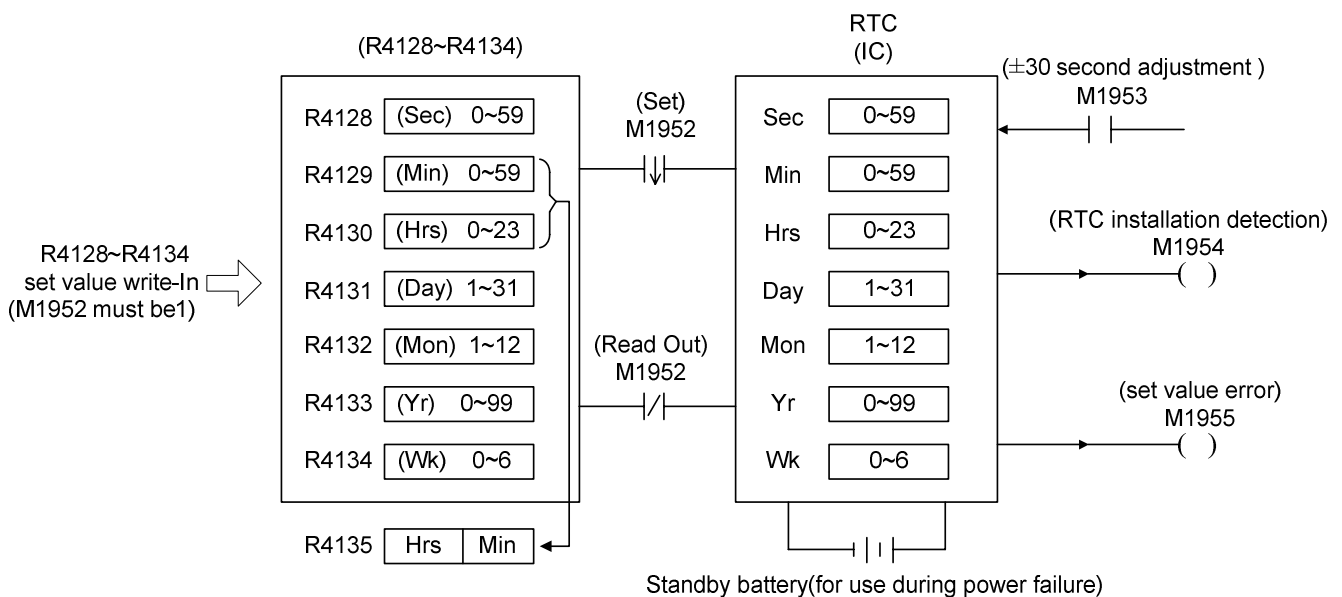 (R4128~R4134)
R4128 (Sec) 0~59
R4129 (Min) 0~59
R4130 (Hrs) 0~23
R4131 (Day) 1~31
R4132 (Mon) 1~12
R4133 (Yr) 0~99
R4134 (Wk) 0~6
R4135 Hrs Min
R4128~R4134
set value write-In
(M1952 must be1)
(Set)
M1952
(Read Out)
M1952
RTC
(IC)
Sec 0~59
Min 0~59
Hrs 0~23
Day 1~31
Mon 1~12
Yr 0~99
Wk 0~6
(±30 second adjustment )
M1953
(RTC installation detection)
M1954
(set value error)
M1955
Standby battery(for use during power failure)